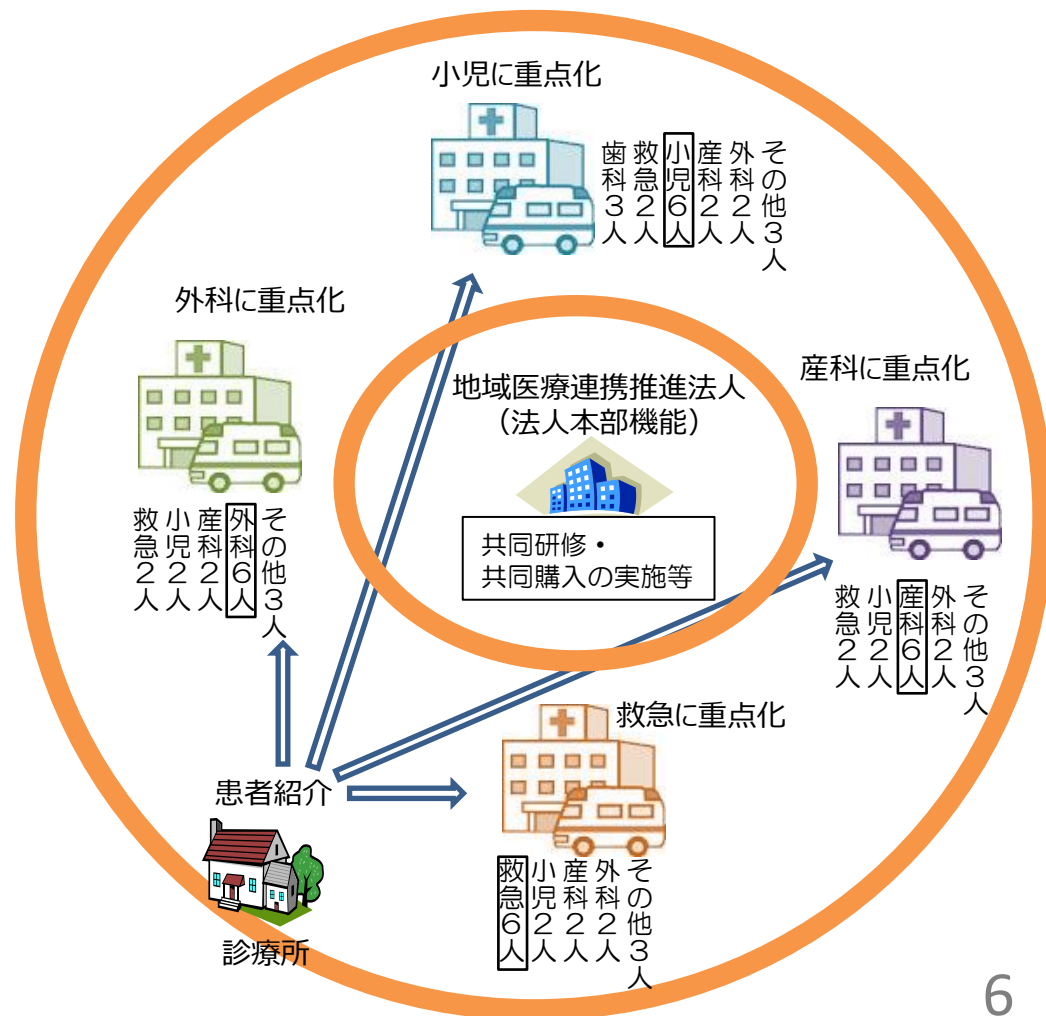 小児に重点化
歯科3人
救急2人
小児6人
産科2人
外科2人
その他3人
外科に重点化
救急2人
小児2人
産科2人
外科6人
その他3人
地域医療連携推進法人
（法人本部機能）
共同研修・
共同購入の実施等
産科に重点化
救急2人
小児2人
産科6人
外科2人
その他3人
救急に重点化
救急6人
小児2人
産科2人
外科2人
その他3人
患者紹介
診療所
6